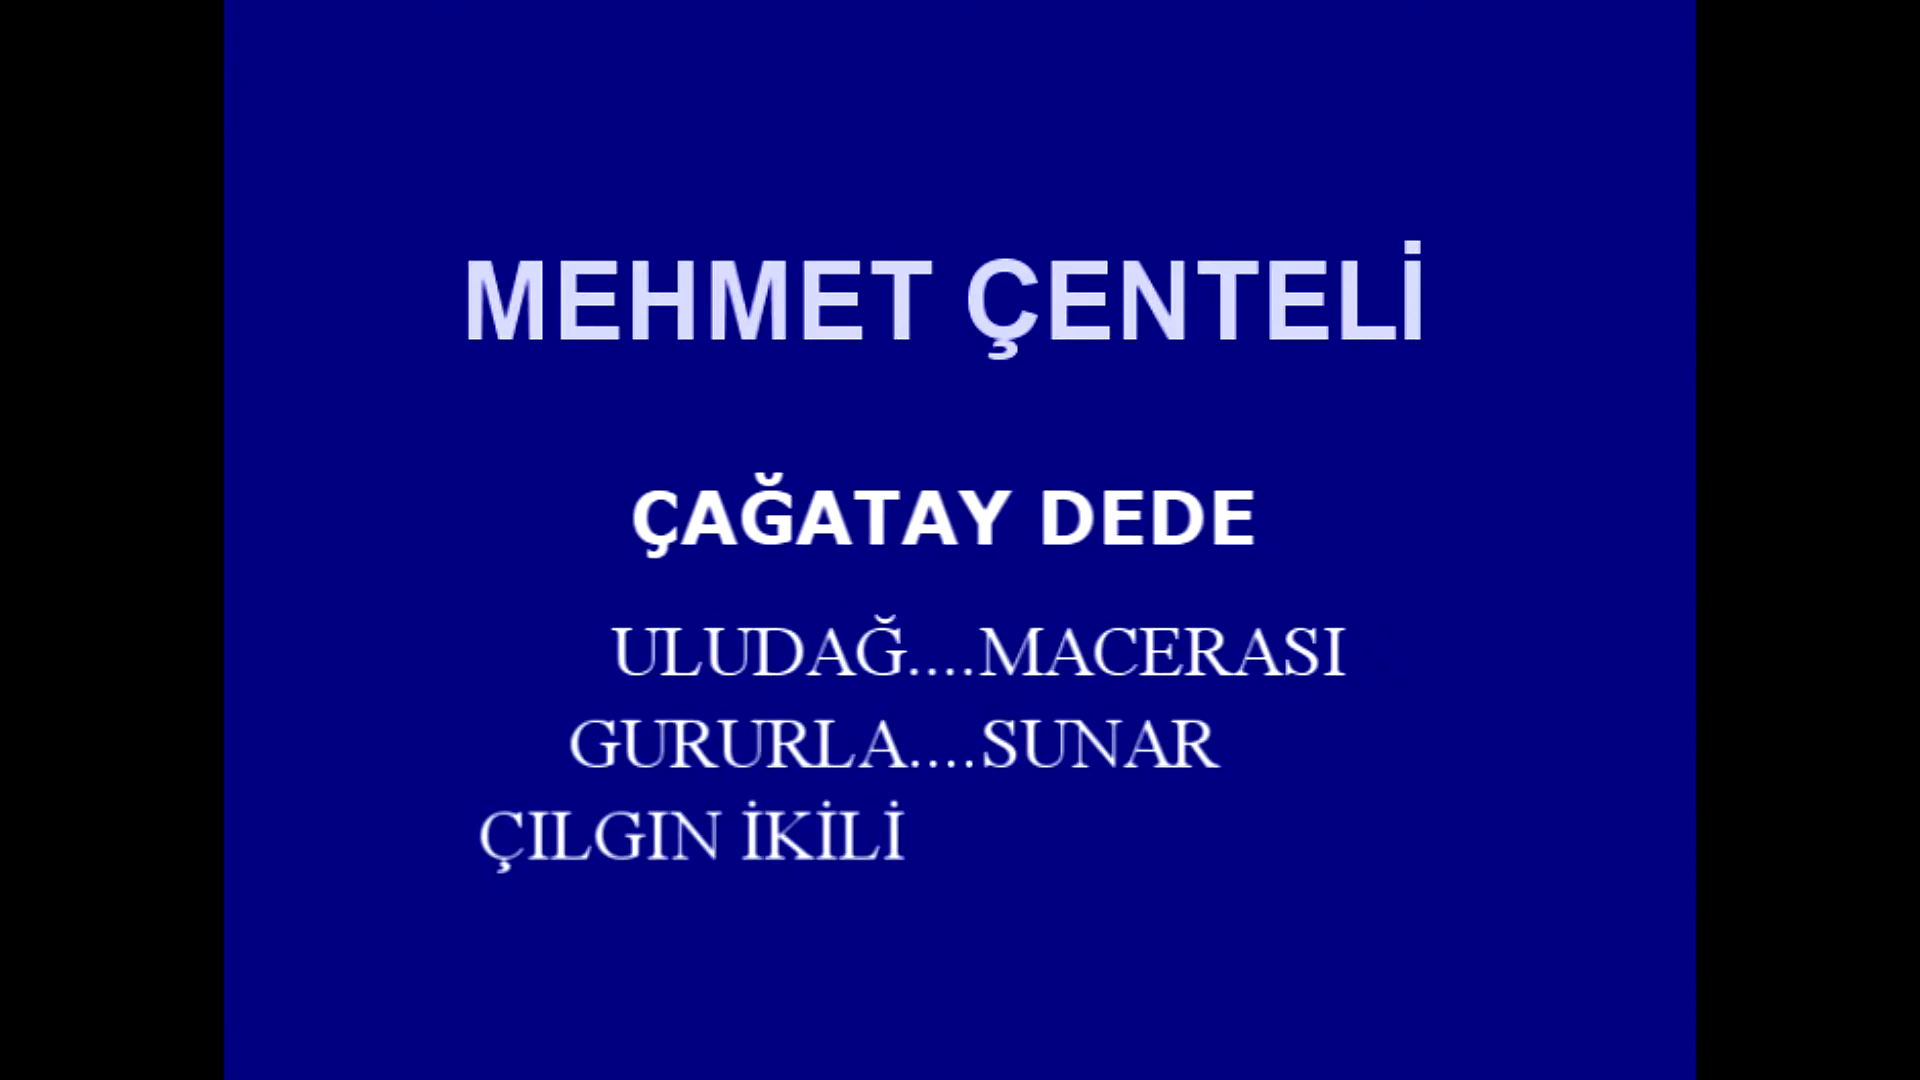 MEHMET ÇENTELİ
ÇAĞATAY DEDE
ULUDAĞ....MACERASI
GURURLA....SUNAR
ÇILGIN İKİLİ